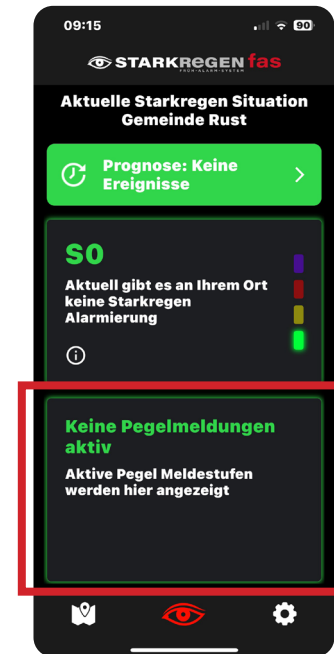 09:15
90
STARKREGEN fas
FRÜH-ALARM-SYSTEM
Aktuelle Starkregen Situation
Gemeinde Rust
Prognose: Keine
Ereignisse
S0
Aktuell gibt es an Ihrem Ort
keine Starkregen
Alarmierung
Keine Pegelmeldungen
aktiv
Aktive Pegel Meldestufen
werden hier angezeigt